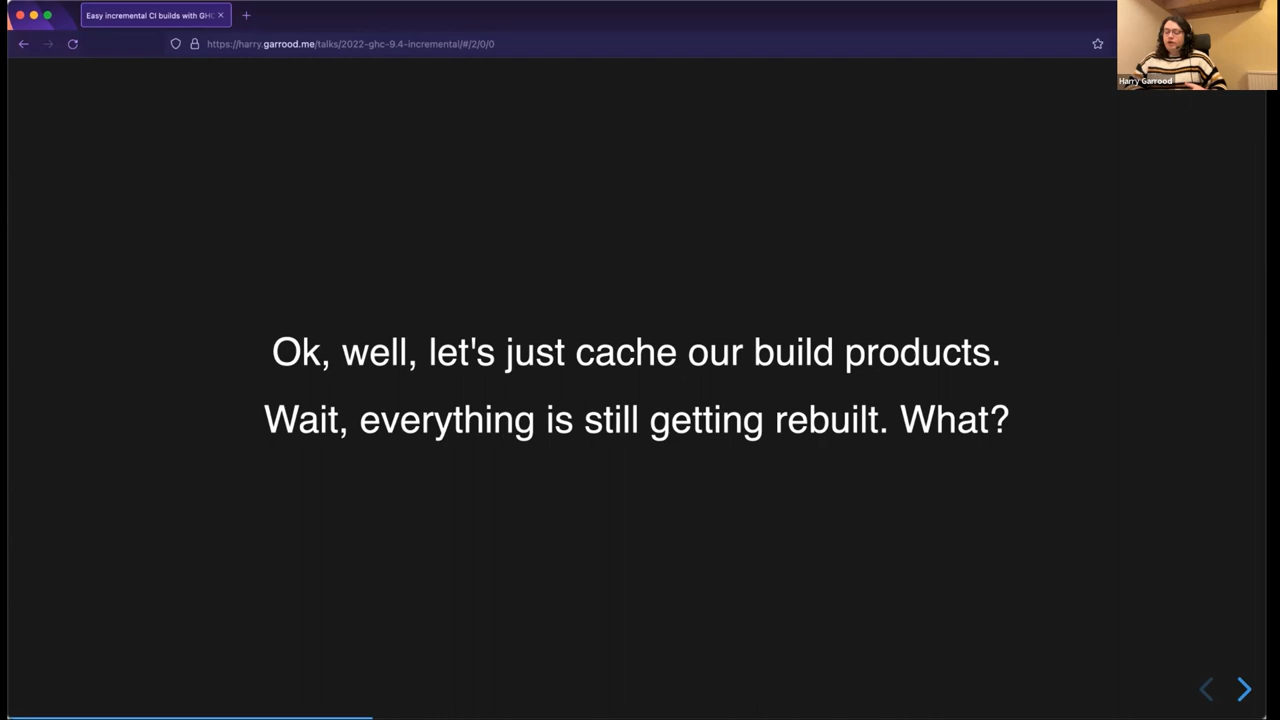 Easy incremental CI builds with GHC
https://harry.garrood.me/talks/2022-ghc-9.4-incremental/#/2/0/0
Harry Garrood
Ok, well, let's just cache our build products.
Wait, everything is still getting rebuilt. What?